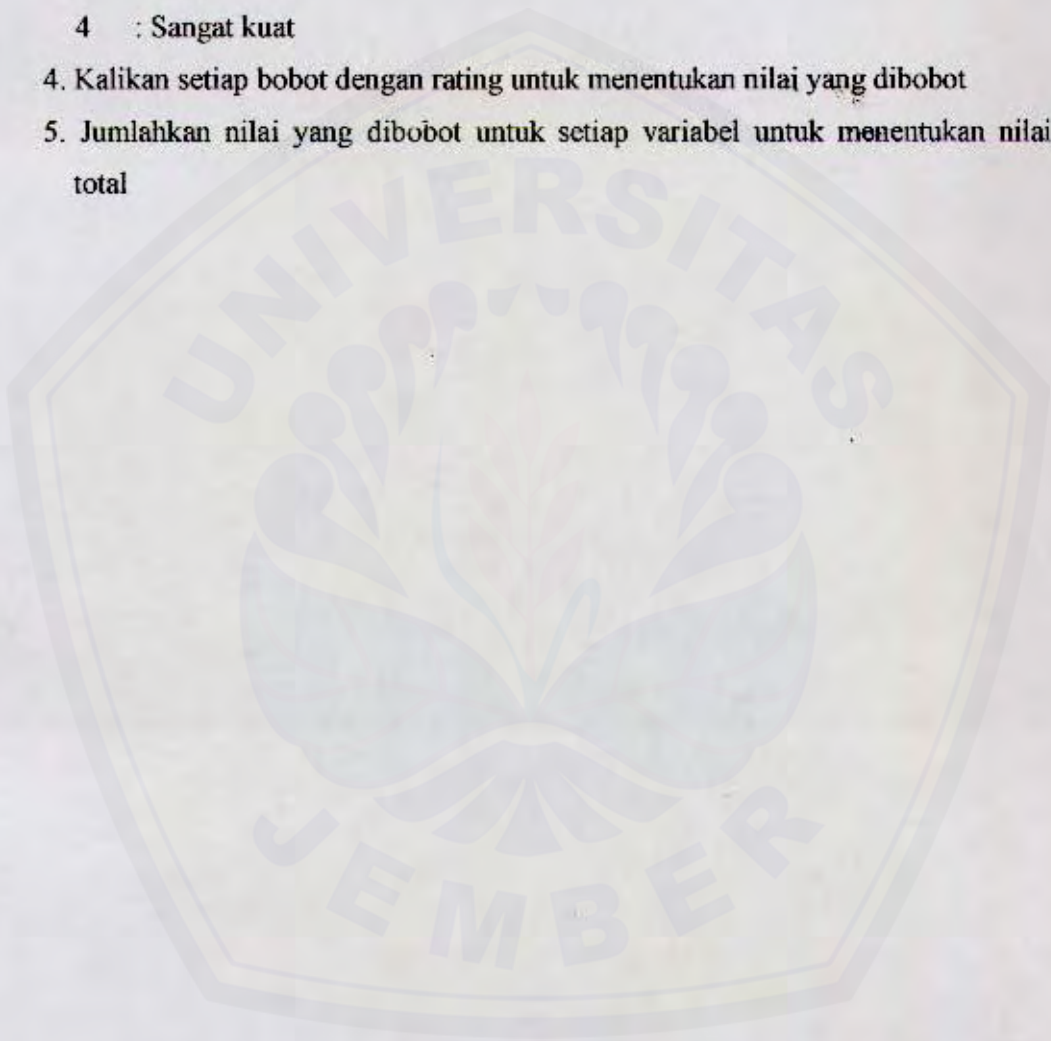 4 : Sangat kuat
4. Kalikan setiap bobot dengan rating untuk menentukan nilai yang dibobot
5. Jumlahkan nilai yang dibobot untuk setiap variabel untuk menentukan nilai
total
UNIVERSITAS
JEMBER